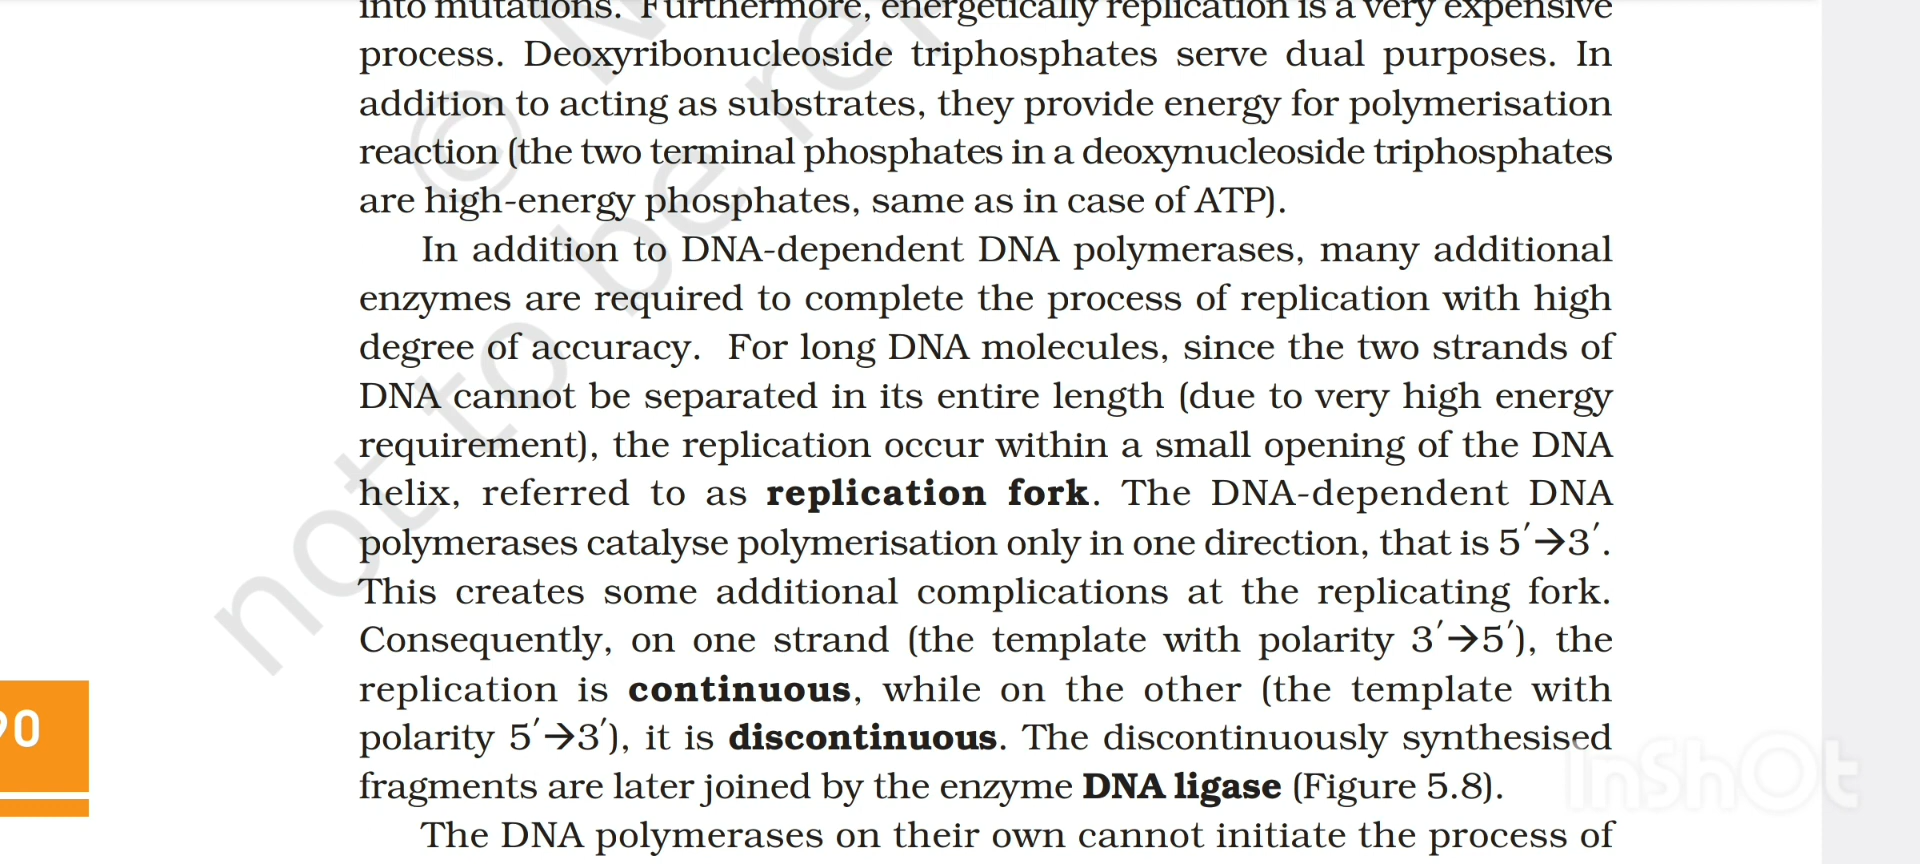 into mutations. Furthermore, energetically replication is a very expensive
process. Deoxyribonucleoside triphosphates serve dual purposes. In
addition to acting as substrates, they provide energy for polymerisation
reaction (the two terminal phosphates in a deoxynucleoside triphosphates
are high-energy phosphates, same as in case of ATP).
In addition to DNA-dependent DNA polymerases, many additional
enzymes are required to complete the process of replication with high
degree of accuracy. For long DNA molecules, since the two strands of
DNA cannot be separated in its entire length (due to very high energy
requirement), the replication occur within a small opening of the DNA
helix, referred to as replication fork. The DNA-dependent DNA
polymerases catalyse polymerisation only in one direction, that is 5′→3′.
This creates some additional complications at the replicating fork.
Consequently, on one strand (the template with polarity 3′→5′), the
replication is continuous, while on the other (the template with
polarity 5′→3′), it is discontinuous. The discontinuously synthesised
fragments are later joined by the enzyme DNA ligase (Figure 5.8).
The DNA polymerases on their own cannot initiate the process of
not to be
©
InShOt